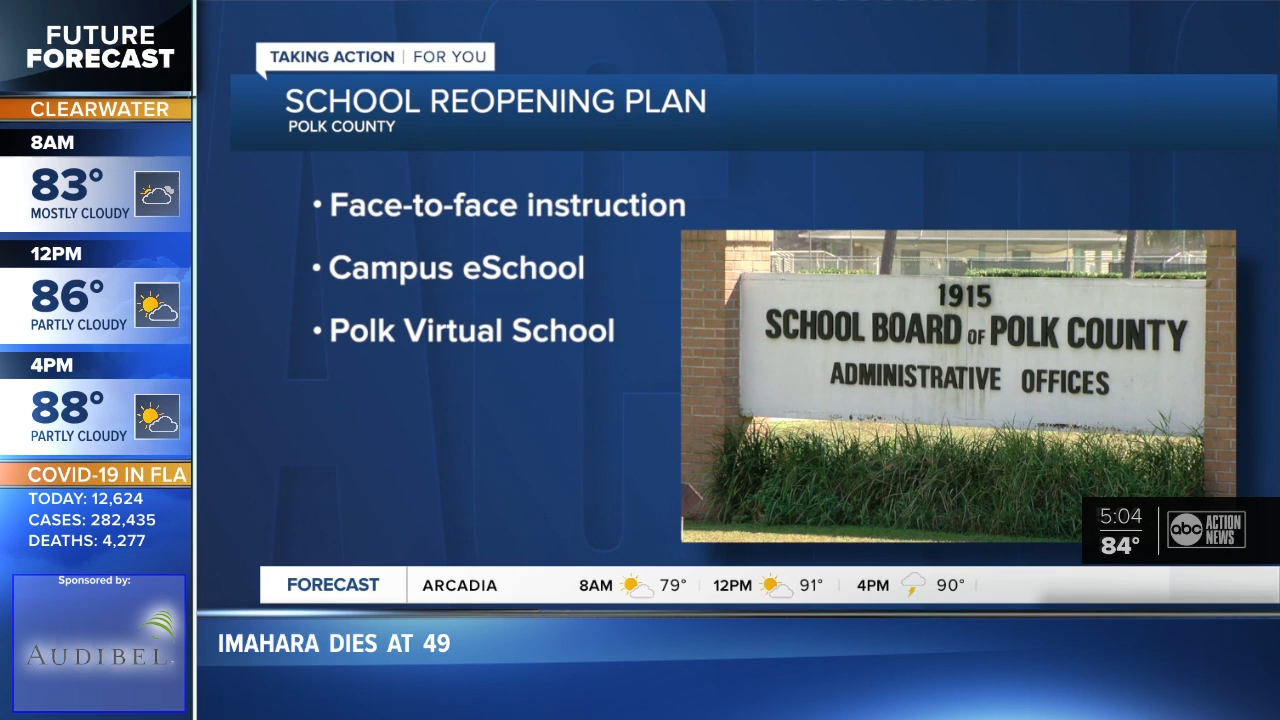 FUTURE
FORECAST
CLEARWATER
8AM
83°
MOSTLY CLOUDY
12PM
86°
PARTLY CLOUDY
4PM
88°
PARTLY CLOUDY
COVID-19 IN FLA
TODAY: 12,624
CASES: 282,435
DEATHS: 4,277
Sponsored by:
AUDIBEL
TAKING ACTION | FOR YOU
SCHOOL REOPENING PLAN
POLK COUNTY
• Face-to-face instruction
• Campus eSchool
• Polk Virtual School
1915
SCHOOL BOARD OF POLK COUNTY
ADMINISTRATIVE OFFICES
5:04
84°
abc ACTION NEWS
FORECAST ARCADIA 8AM 79° 12PM 91° 4PM 90°
IMAHARA DIES AT 49